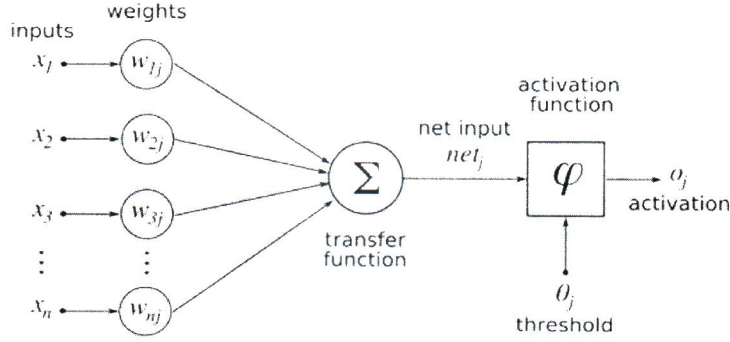 weights
inputs
x₁
w₁ⱼ
activation
function
x₂
w₂ⱼ
net input
netⱼ
Σ
φ
oⱼ
activation
x₃
w₃ⱼ
transfer
function
⋮
⋮
xₙ
wₙⱼ
θⱼ
threshold